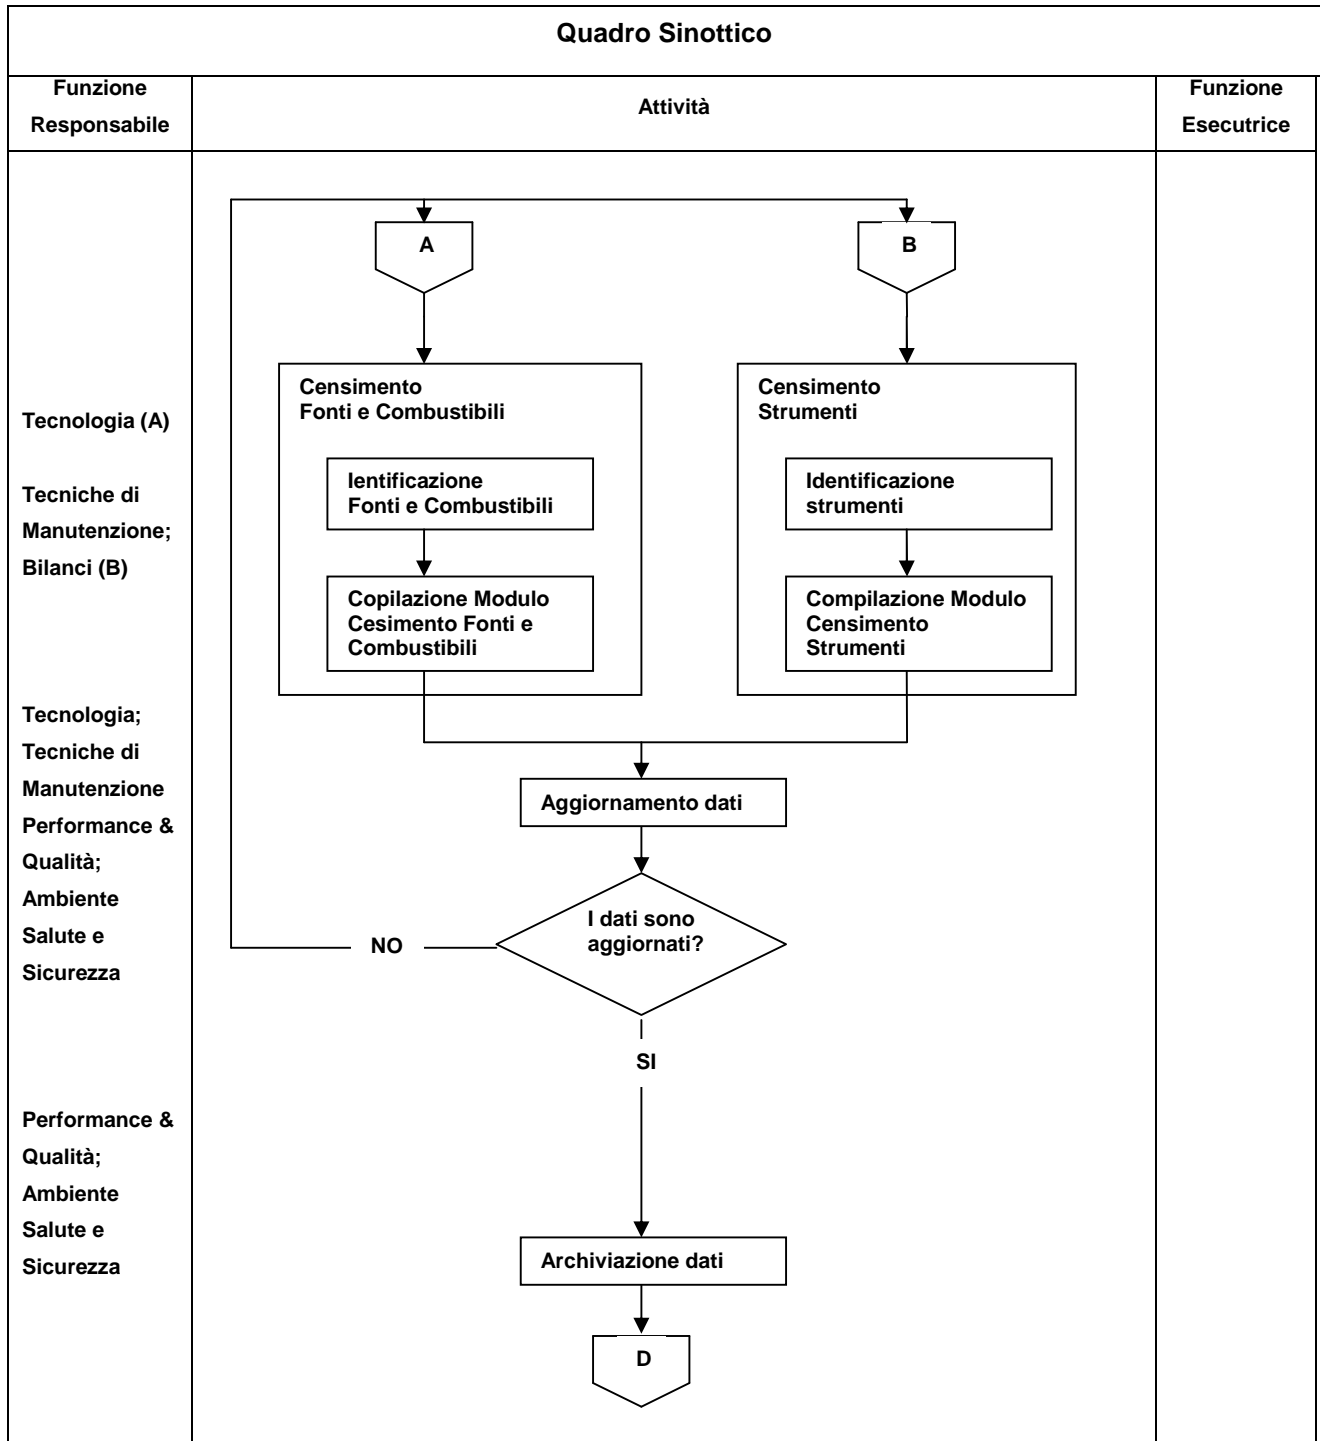 Quadro Sinottico
Funzione
Responsabile
Attività
Funzione
Esecutrice
A
B
Censimento
Fonti e Combustibili
Censimento
Strumenti
Tecnologia (A)
Ientificazione
Fonti e Combustibili
Identificazione
strumenti
Tecniche di
Manutenzione;
Bilanci (B)
Copilazione Modulo
Cesimento Fonti e
Combustibili
Compilazione Modulo
Censimento
Strumenti
Tecnologia;
Tecniche di
Manutenzione
Performance &
Qualità;
Ambiente
Salute e
Sicurezza
Aggiornamento dati
I dati sono
aggiornati?
NO
SI
Performance &
Qualità;
Ambiente
Salute e
Sicurezza
Archiviazione dati
D